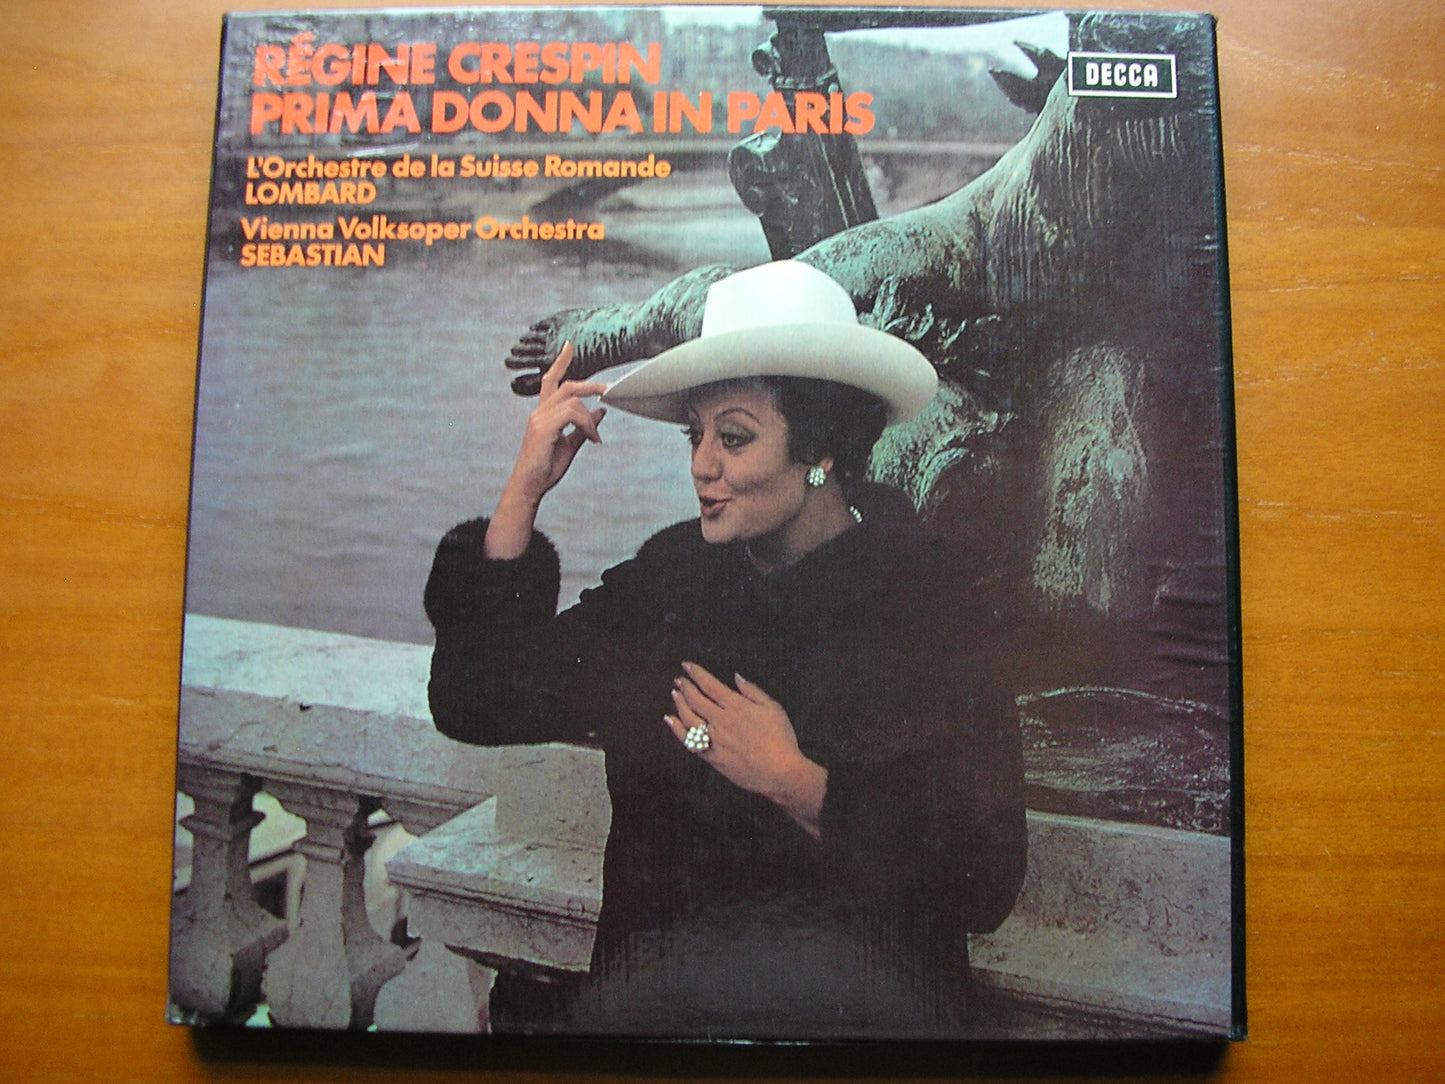 RÉGINE CRESPIN
PRIMA DONNA IN PARIS
DECCA
L'Orchestre de la Suisse Romande
LOMBARD
Vienna Volksoper Orchestra
SEBASTIAN